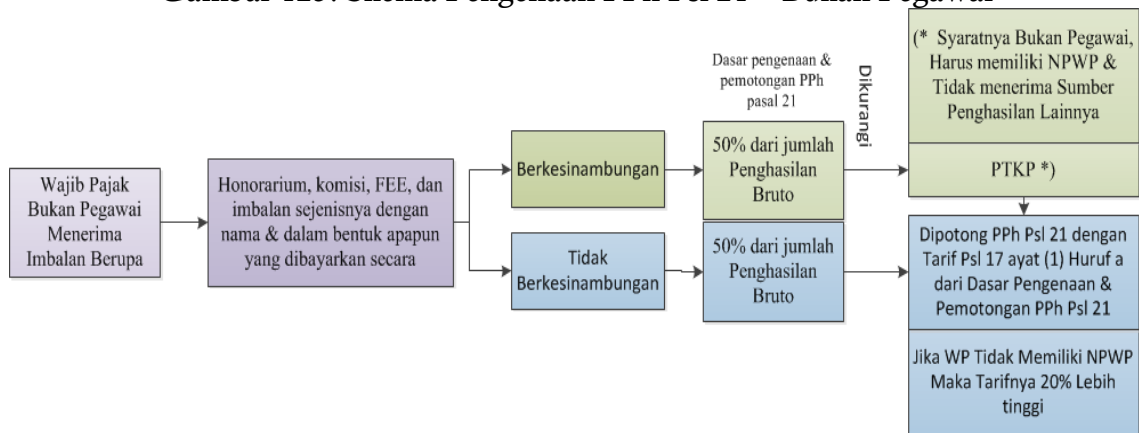 Dasar pengenaan &
pemotongan PPh
pasal 21
Dikurangi
(* Syaratnya Bukan Pegawai,
Harus memiliki NPWP &
Tidak menerima Sumber
Penghasilan Lainnya
Wajib Pajak
Bukan Pegawai
Menerima
Imbalan Berupa
Honorarium, komisi, FEE, dan
imbalan sejenisnya dengan
nama & dalam bentuk apapun
yang dibayarkan secara
Berkesinambungan
50% dari jumlah
Penghasilan
Bruto
PTKP *)
Tidak
Berkesinambungan
50% dari jumlah
Penghasilan
Bruto
Dipotong PPh Psl 21 dengan
Tarif Psl 17 ayat (1) Huruf a
dari Dasar Pengenaan &
Pemotongan PPh Psl 21
Jika WP Tidak Memiliki NPWP
Maka Tarifnya 20% Lebih
tinggi